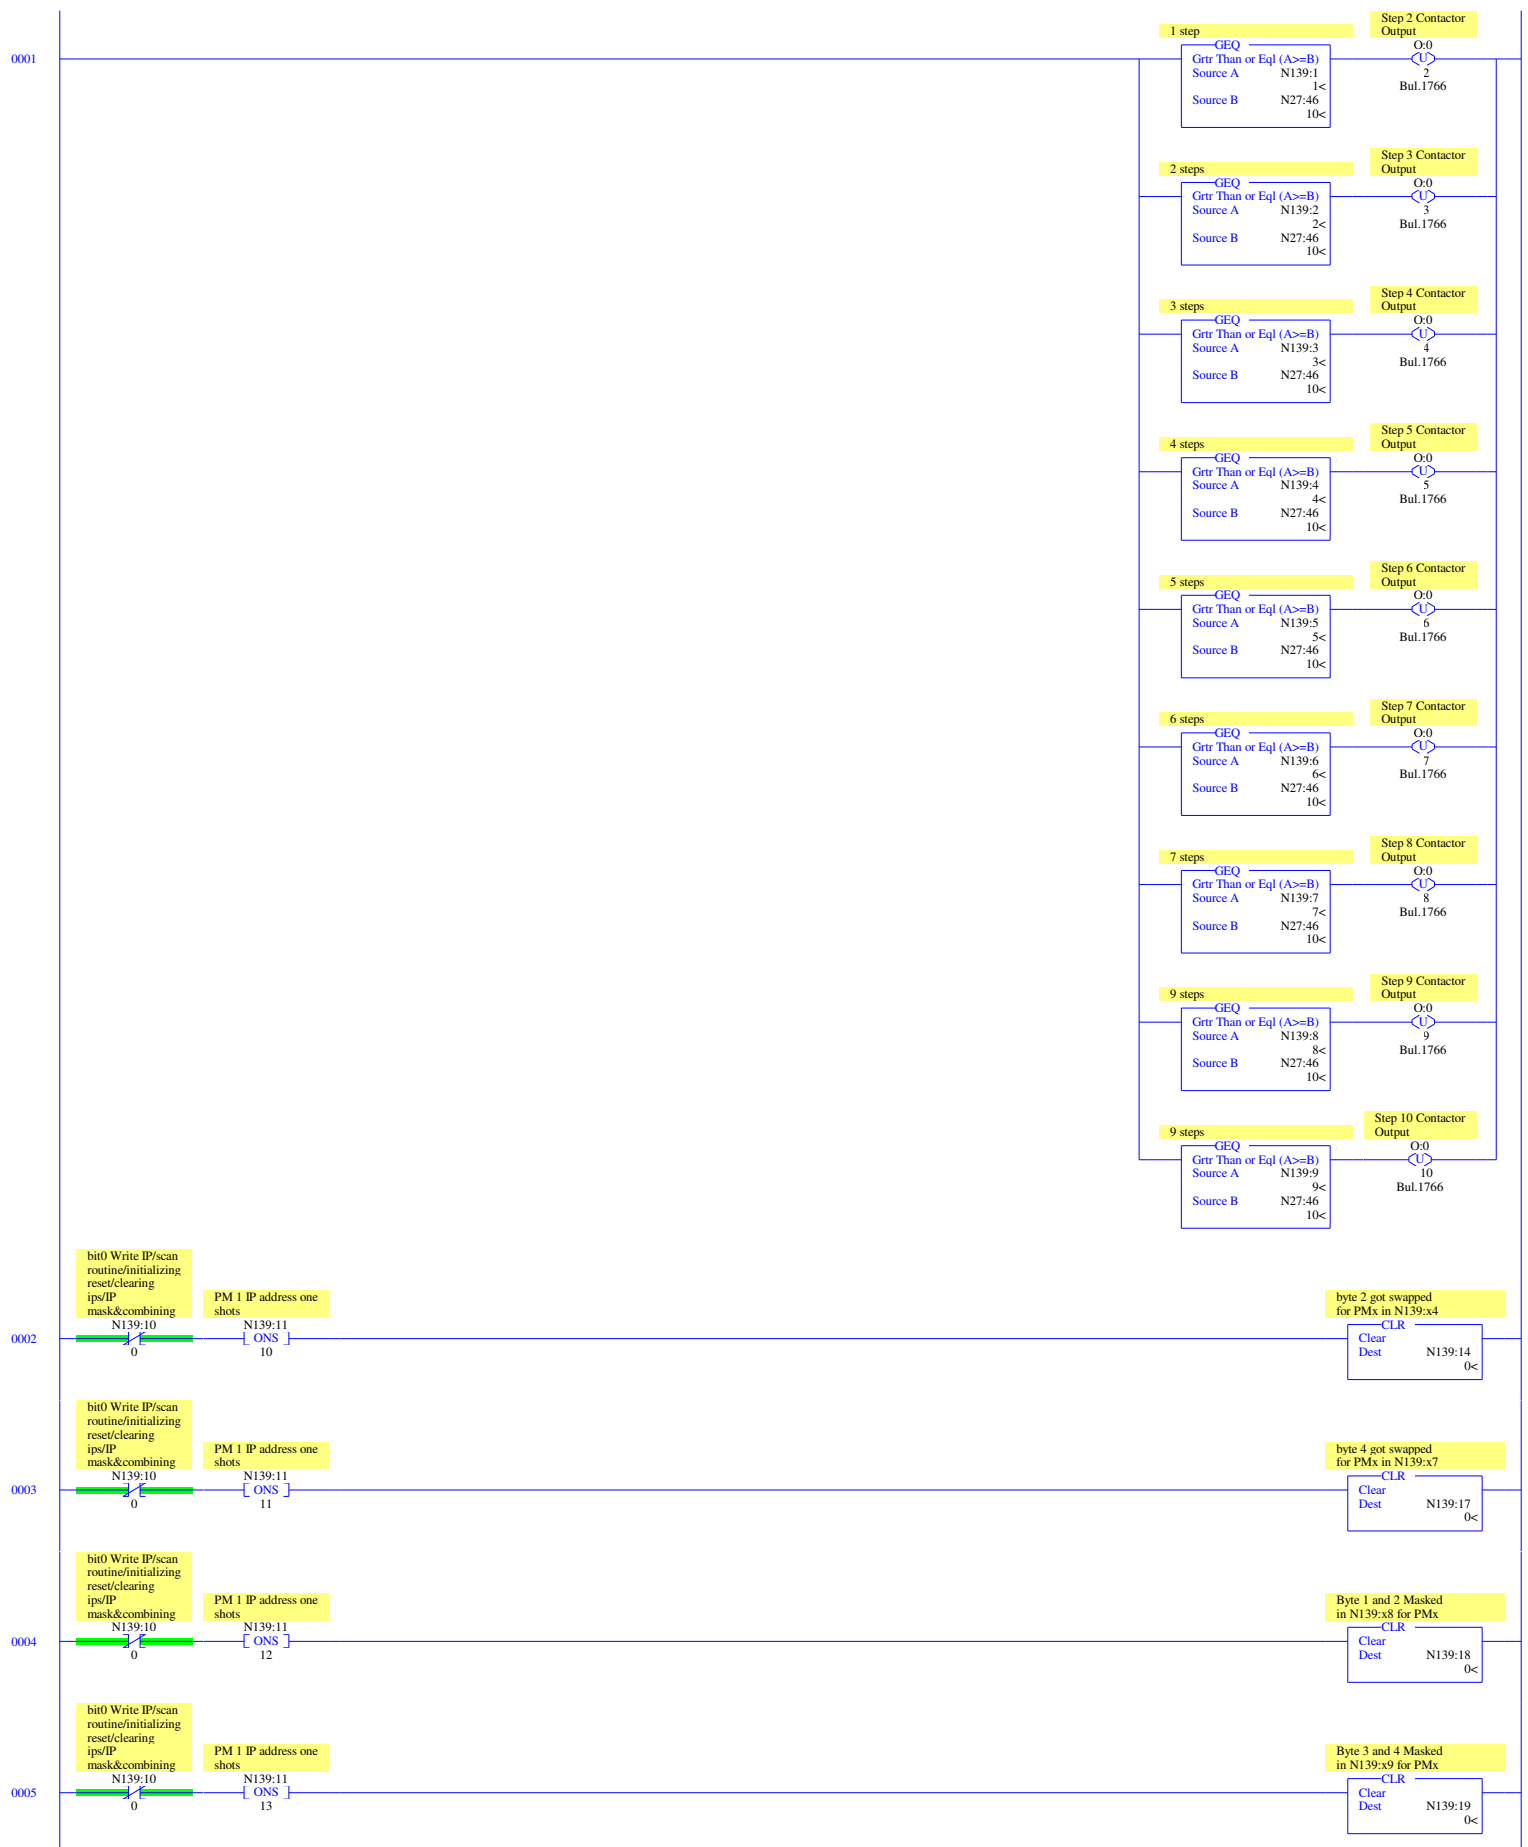 0001
1 step
GEQ
Grtr Than or Eql (A>=B)
Source A N139:1
1<
Source B N27:46
10<
Step 2 Contactor
Output
O:0
U
2
Bul.1766
2 steps
GEQ
Grtr Than or Eql (A>=B)
Source A N139:2
2<
Source B N27:46
10<
Step 3 Contactor
Output
O:0
U
3
Bul.1766
3 steps
GEQ
Grtr Than or Eql (A>=B)
Source A N139:3
3<
Source B N27:46
10<
Step 4 Contactor
Output
O:0
U
4
Bul.1766
4 steps
GEQ
Grtr Than or Eql (A>=B)
Source A N139:4
4<
Source B N27:46
10<
Step 5 Contactor
Output
O:0
U
5
Bul.1766
5 steps
GEQ
Grtr Than or Eql (A>=B)
Source A N139:5
5<
Source B N27:46
10<
Step 6 Contactor
Output
O:0
U
6
Bul.1766
6 steps
GEQ
Grtr Than or Eql (A>=B)
Source A N139:6
6<
Source B N27:46
10<
Step 7 Contactor
Output
O:0
U
7
Bul.1766
7 steps
GEQ
Grtr Than or Eql (A>=B)
Source A N139:7
7<
Source B N27:46
10<
Step 8 Contactor
Output
O:0
U
8
Bul.1766
9 steps
GEQ
Grtr Than or Eql (A>=B)
Source A N139:8
8<
Source B N27:46
10<
Step 9 Contactor
Output
O:0
U
9
Bul.1766
9 steps
GEQ
Grtr Than or Eql (A>=B)
Source A N139:9
9<
Source B N27:46
10<
Step 10 Contactor
Output
O:0
U
10
Bul.1766
0002
bit0 Write IP/scan
routine/initializing
reset/clearing
ips/IP
mask&combining
N139:10
0
PM 1 IP address one
shots
N139:11
ONS
10
byte 2 got swapped
for PMx in N139:x4
CLR
Clear
Dest N139:14
0<
0003
bit0 Write IP/scan
routine/initializing
reset/clearing
ips/IP
mask&combining
N139:10
0
PM 1 IP address one
shots
N139:11
ONS
11
byte 4 got swapped
for PMx in N139:x7
CLR
Clear
Dest N139:17
0<
0004
bit0 Write IP/scan
routine/initializing
reset/clearing
ips/IP
mask&combining
N139:10
0
PM 1 IP address one
shots
N139:11
ONS
12
Byte 1 and 2 Masked
in N139:x8 for PMx
CLR
Clear
Dest N139:18
0<
0005
bit0 Write IP/scan
routine/initializing
reset/clearing
ips/IP
mask&combining
N139:10
0
PM 1 IP address one
shots
N139:11
ONS
13
Byte 3 and 4 Masked
in N139:x9 for PMx
CLR
Clear
Dest N139:19
0<